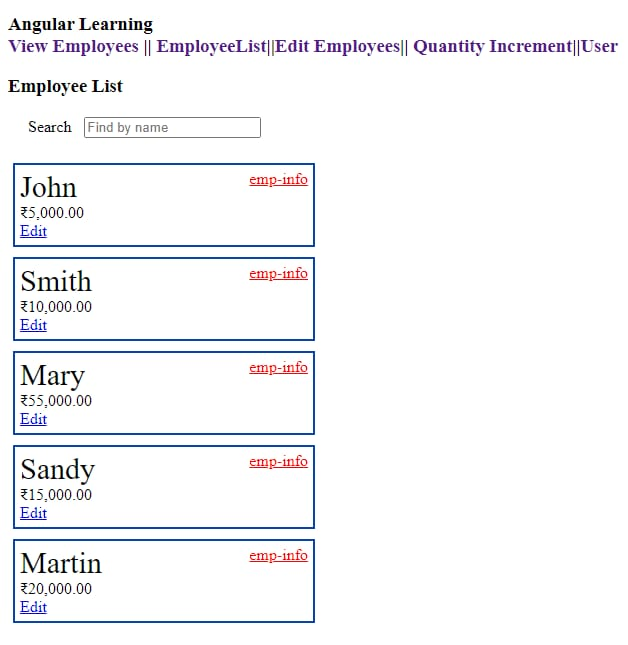 Angular Learning
View Employees || EmployeeList||Edit Employees|| Quantity Increment||User
Employee List
Search Find by name
John emp-info
₹5,000.00
Edit
Smith emp-info
₹10,000.00
Edit
Mary emp-info
₹55,000.00
Edit
Sandy emp-info
₹15,000.00
Edit
Martin emp-info
₹20,000.00
Edit